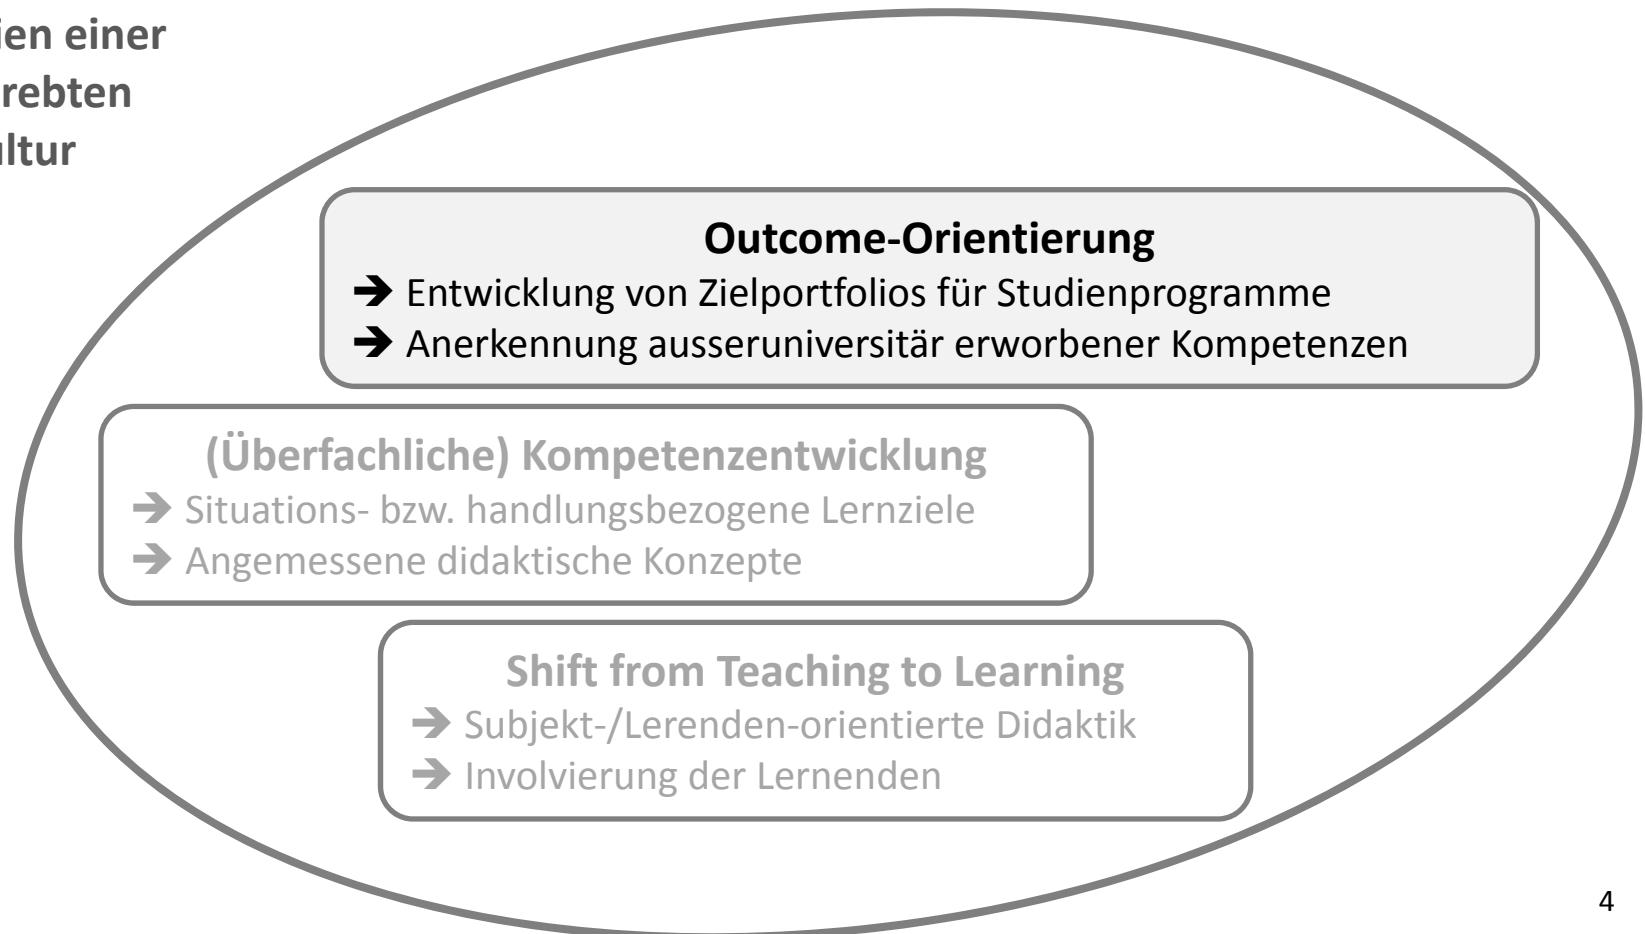 ien einer
rebten
ltur
Outcome-Orientierung
➔ Entwicklung von Zielportfolios für Studienprogramme
➔ Anerkennung ausseruniversitär erworbener Kompetenzen
(Überfachliche) Kompetenzentwicklung
➔ Situations- bzw. handlungsbezogene Lernziele
➔ Angemessene didaktische Konzepte
Shift from Teaching to Learning
➔ Subjekt-/Lerenden-orientierte Didaktik
➔ Involvierung der Lernenden
4